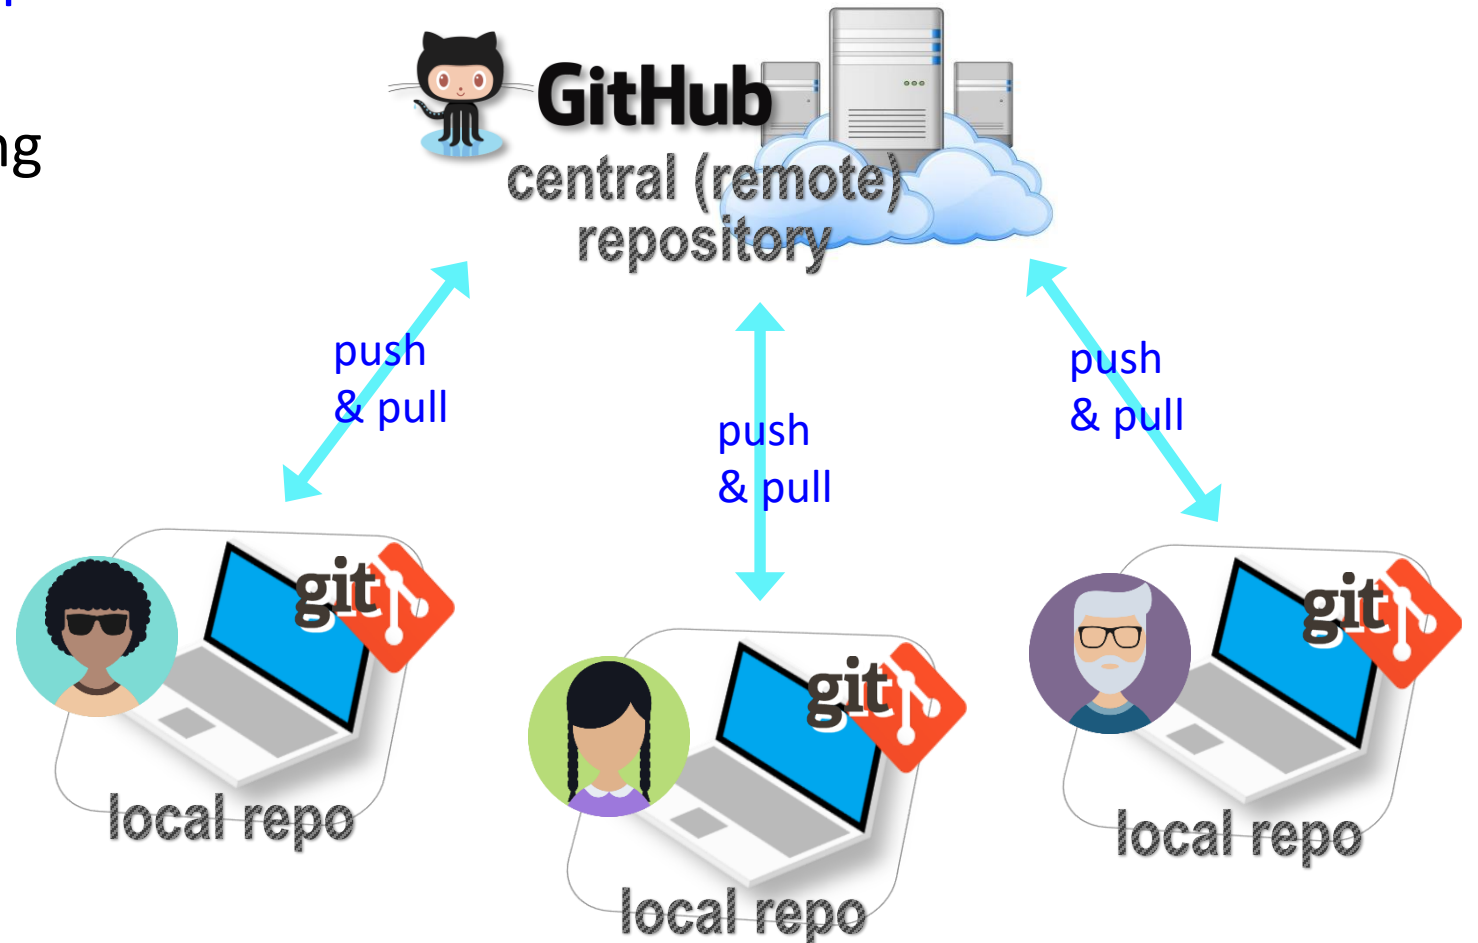 ng
GitHub
central (remote)
repository
push
& pull
push
& pull
push
& pull
git
local repo
git
local repo
git
local repo